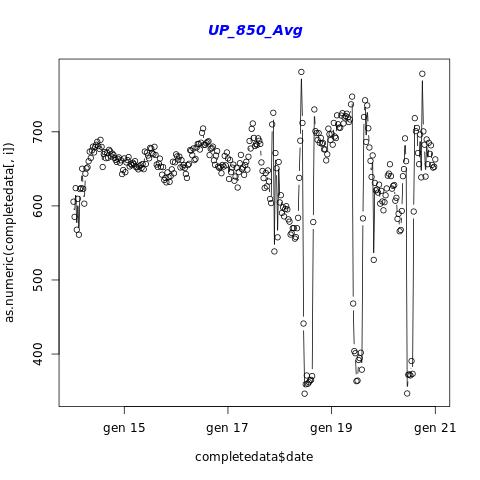 UP_850_Avg
as.numeric(completedata[, i])
700
600
500
400
gen 15
gen 17
gen 19
gen 21
completedata$date